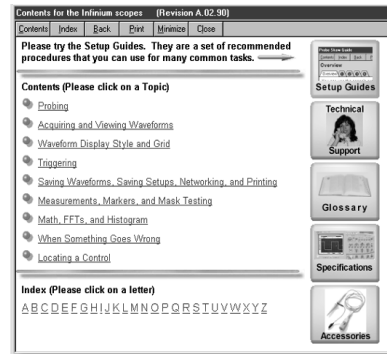 Contents for the Infinium scopes (Revision A.02.90)
Contents Index Back Print Minimize Close
Please try the Setup Guides. They are a set of recommended
procedures that you can use for many common tasks.
Contents (Please click on a Topic)
Probing
Acquiring and Viewing Waveforms
Waveform Display Style and Grid
Triggering
Saving Waveforms, Saving Setups, Networking, and Printing
Measurements, Markers, and Mask Testing
Math, FFTs, and Histogram
When Something Goes Wrong
Locating a Control
Index (Please click on a letter)
A B C D E F G H I J K L M N O P Q R S T U V W X Y Z
Overview
Setup Guides
Technical
Support
Glossary
Specifications
Accessories